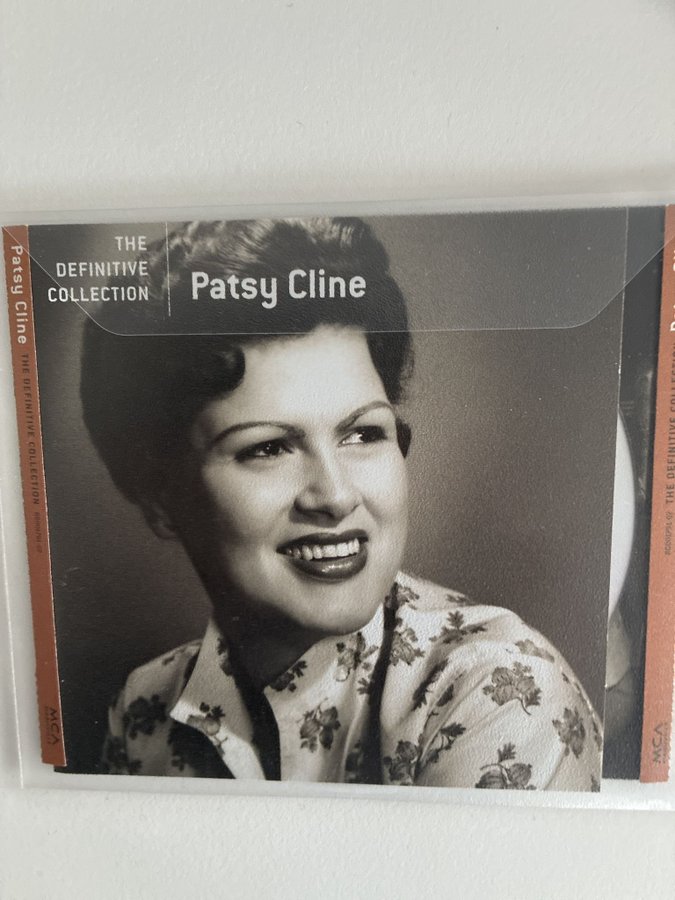 THE
DEFINITIVE
COLLECTION
Patsy Cline
Patsy Cline THE DEFINITIVE COLLECTION
MCA
THE DEFINITIVE COLLECTION
MCA